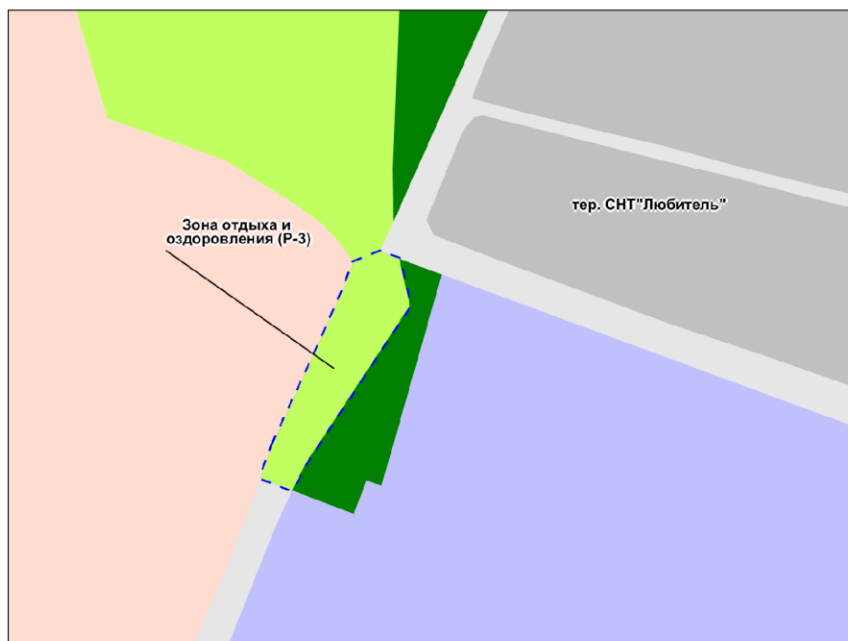 тер. СНТ"Любитель"
Зона отдыха и
оздоровления (Р-3)